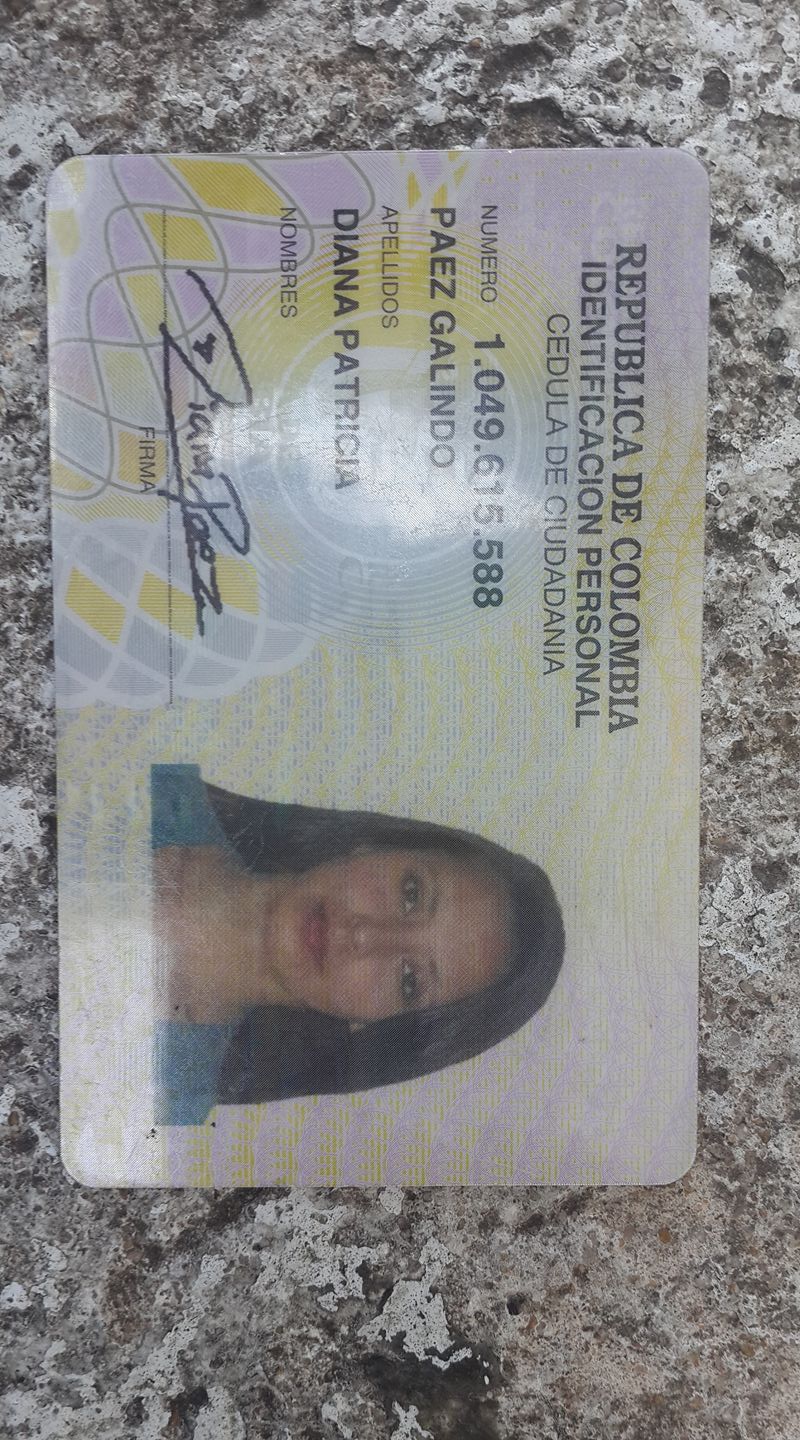 REPUBLICA DE COLOMBIA
IDENTIFICACION PERSONAL
CEDULA DE CIUDADANIA
NUMERO 1.049.615.588
PAEZ GALINDO
APELLIDOS
DIANA PATRICIA
NOMBRES
Diana Paez
FIRMA